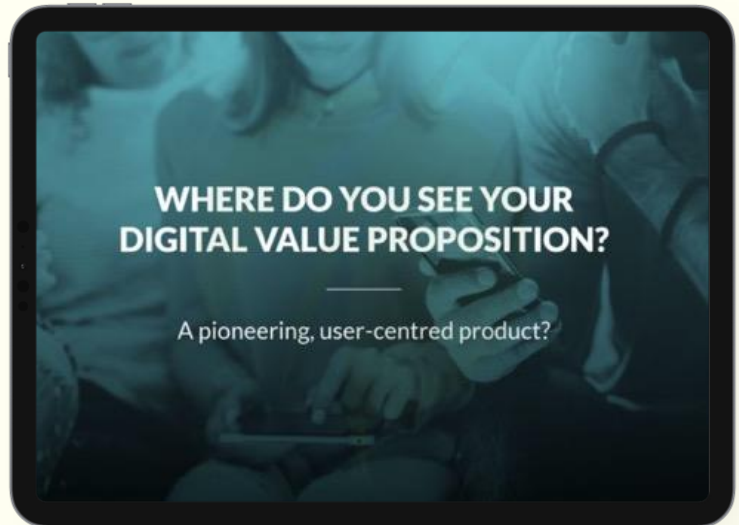 WHERE DO YOU SEE YOUR
DIGITAL VALUE PROPOSITION?
A pioneering, user-centred product?